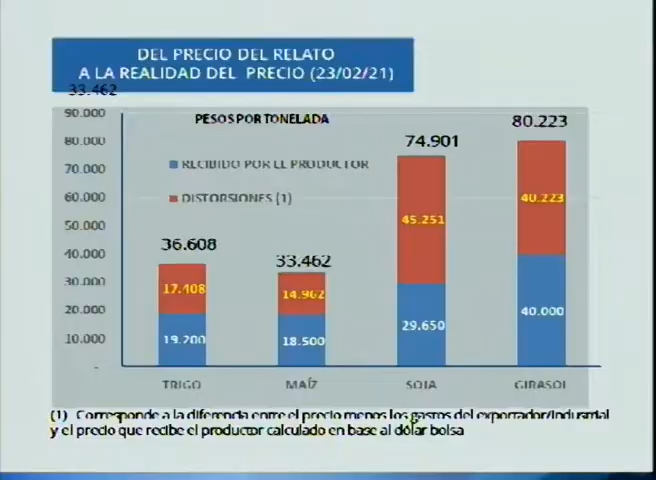 DEL PRECIO DEL RELATO
A LA REALIDAD DEL PRECIO (23/02/21)
33.462
90.000
PESOS POR TONELADA
80.223
80.000
74.901
70.000
RECIBIDO POR EL PRODUCTOR
60.000
DISTORSIONES (1)
40.223
50.000
45.251
36.608
40.000
33.462
30.000
17.408
14.962
20.000
19.200
18.500
29.650
40.000
10.000
-
TRIGO
MAÍZ
SOJA
GIRASOL
(1) Corresponde a la diferencia entre el precio menos los gastos del exportador/industrial
y el precio que recibe el productor calculado en base al dólar bolsa